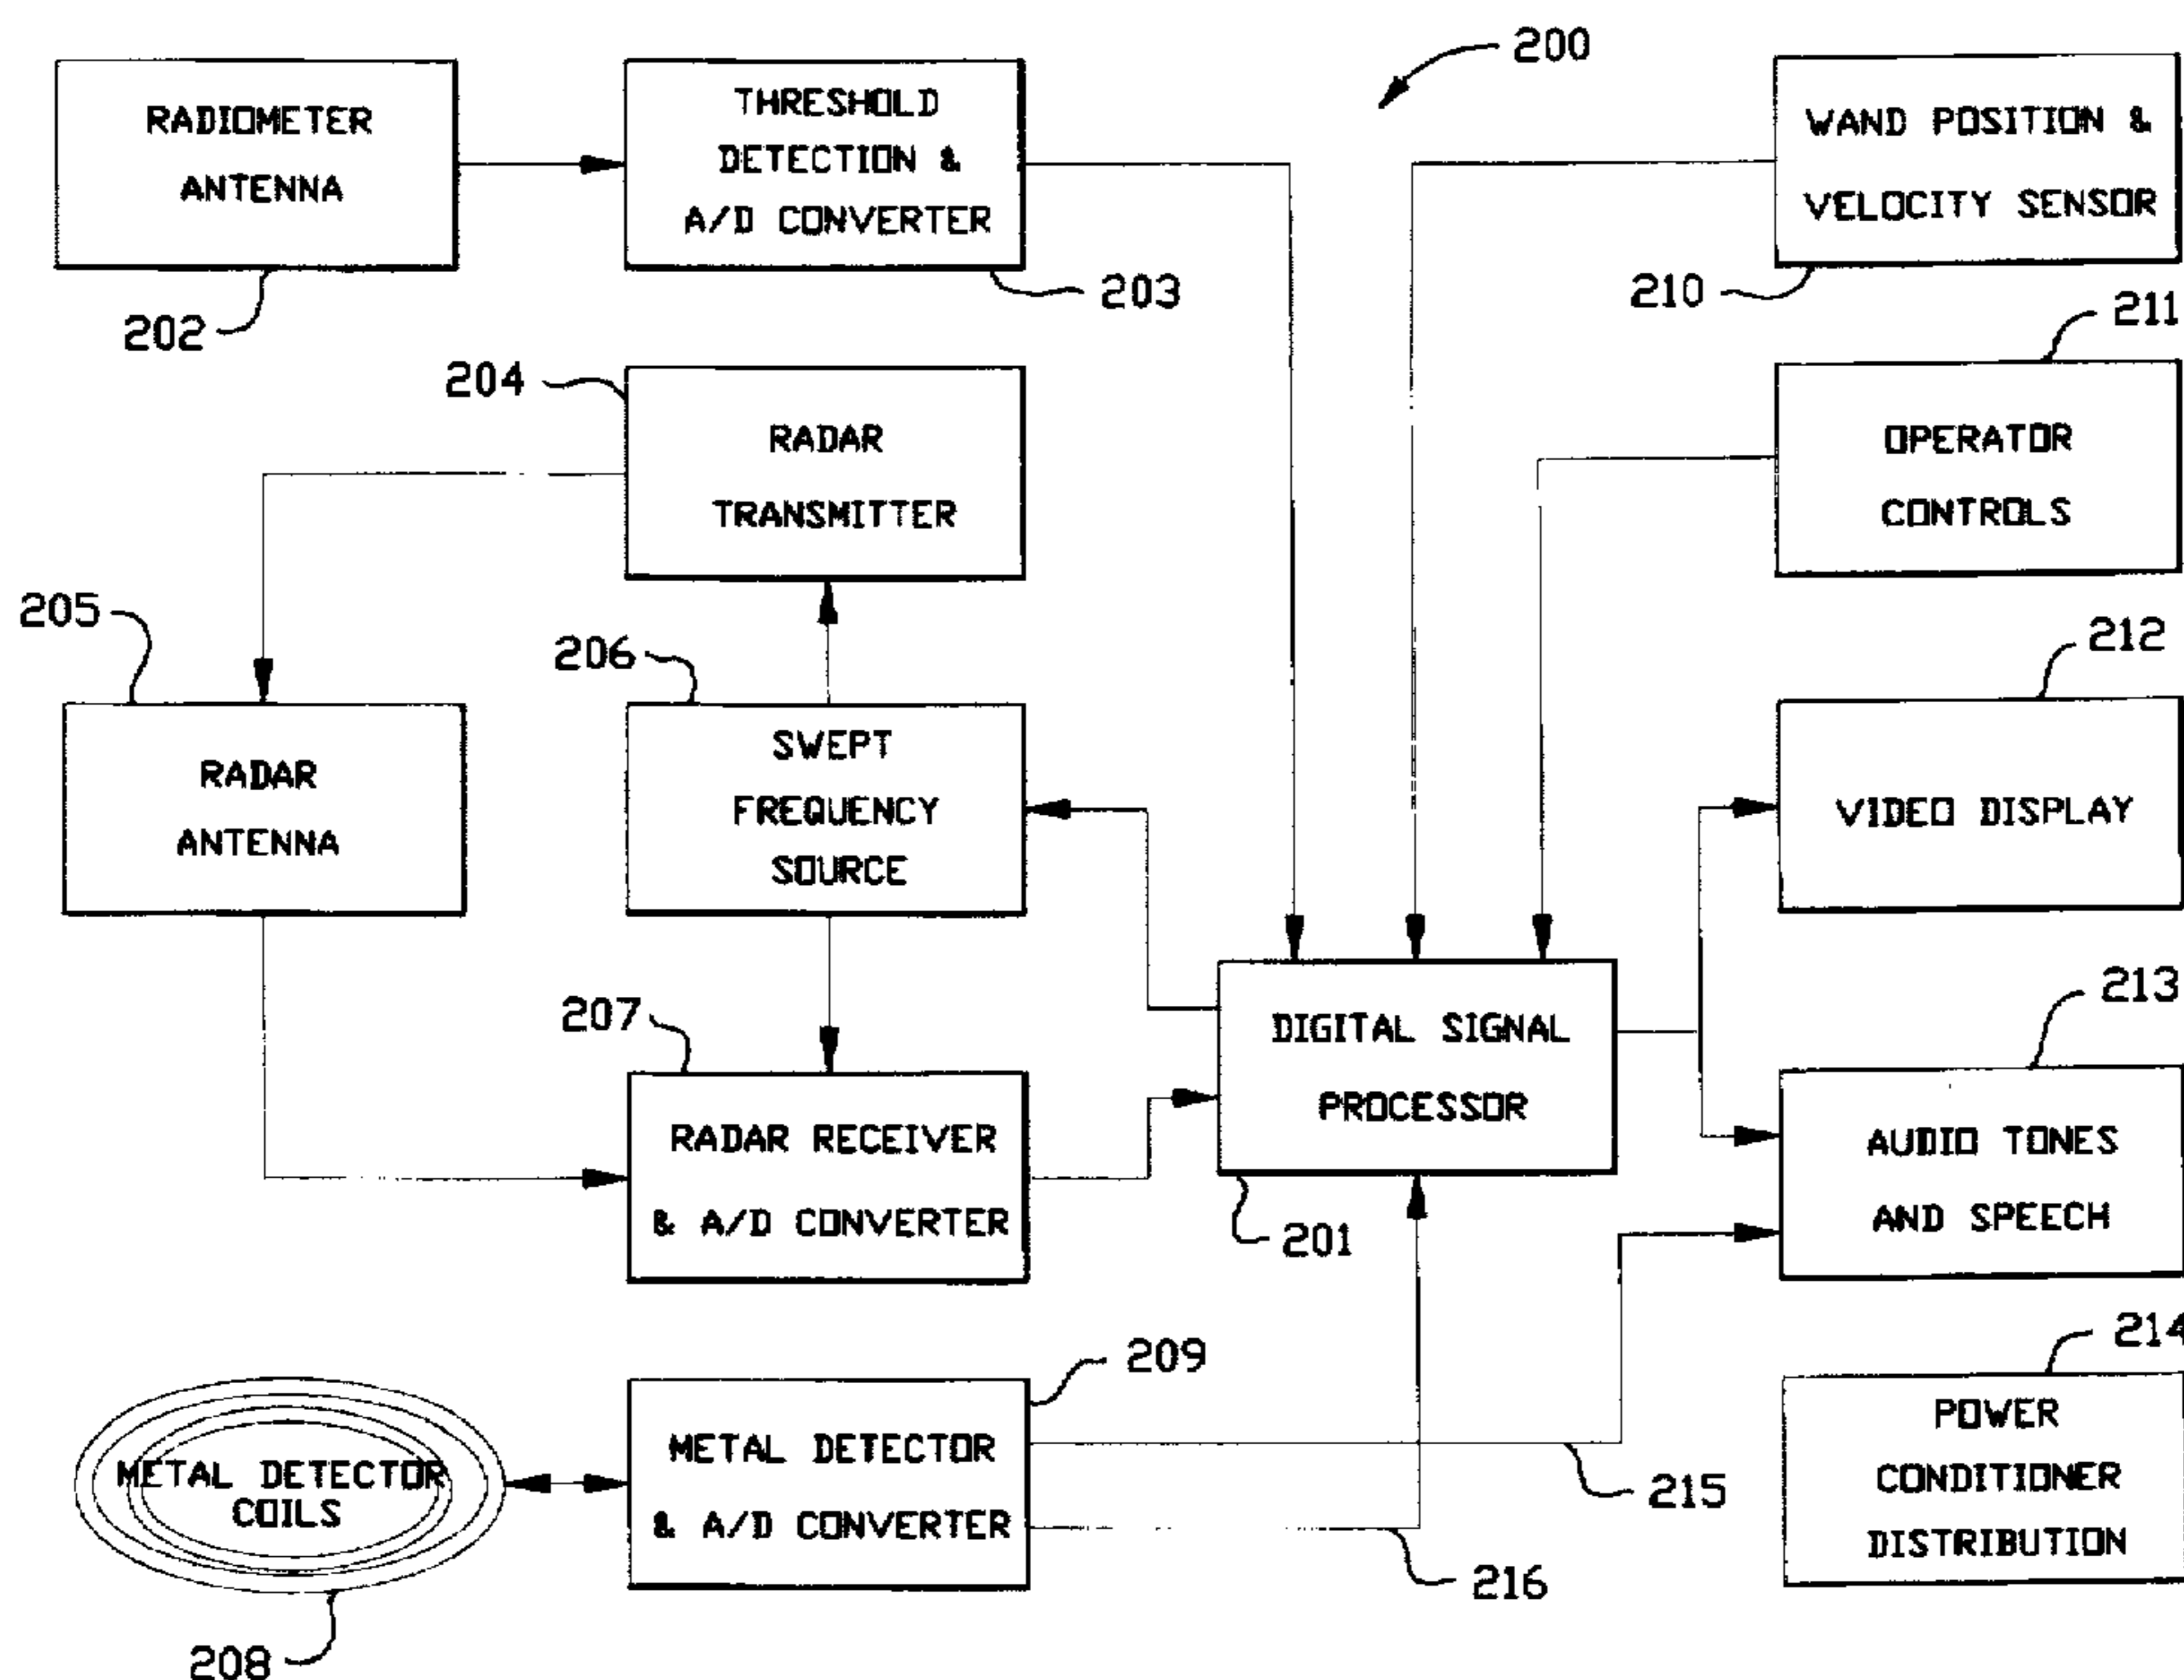 200
RADIOMETER
ANTENNA
202
THRESHOLD
DETECTION &
A/D CONVERTER
203
WAND POSITION &
VELOCITY SENSOR
210
211
OPERATOR
CONTROLS
204
RADAR
TRANSMITTER
205
RADAR
ANTENNA
206
SWEPT
FREQUENCY
SOURCE
212
VIDEO DISPLAY
207
RADAR RECEIVER
& A/D CONVERTER
DIGITAL SIGNAL
PROCESSOR
201
213
AUDIO TONES
AND SPEECH
METAL DETECTOR
COILS
208
209
METAL DETECTOR
& A/D CONVERTER
215
216
214
POWER
CONDITIONER
DISTRIBUTION